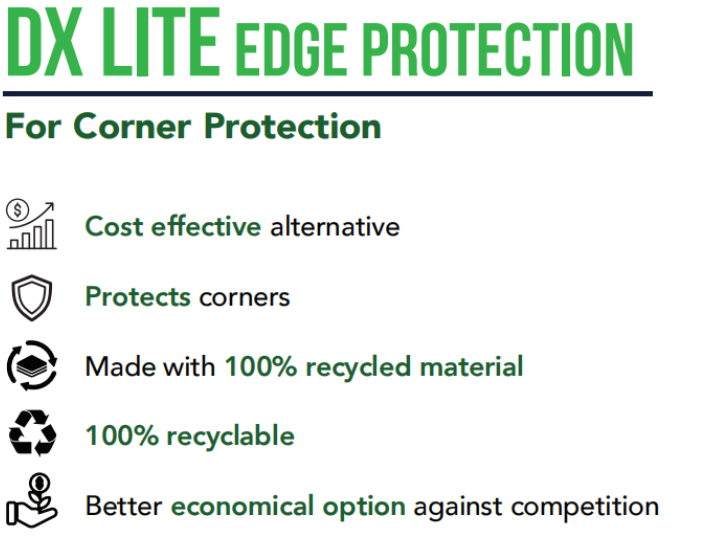 DX LITE EDGE PROTECTION
For Corner Protection
$
Cost effective alternative
Protects corners
Made with 100% recycled material
100% recyclable
Better economical option against competition